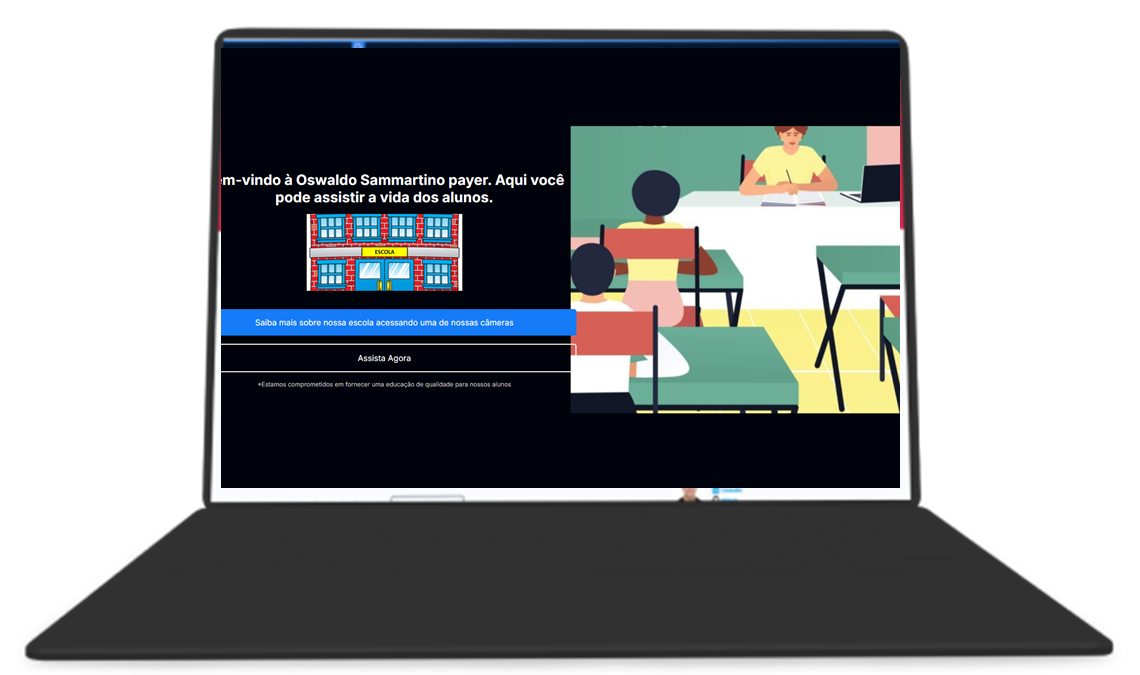 em-vindo à Oswaldo Sammartino payer. Aqui você
pode assistir a vida dos alunos.
ESCOLA
Saiba mais sobre nossa escola acessando uma de nossas câmeras
Assista Agora
*Estamos comprometidos em fornecer uma educação de qualidade para nossos alunos